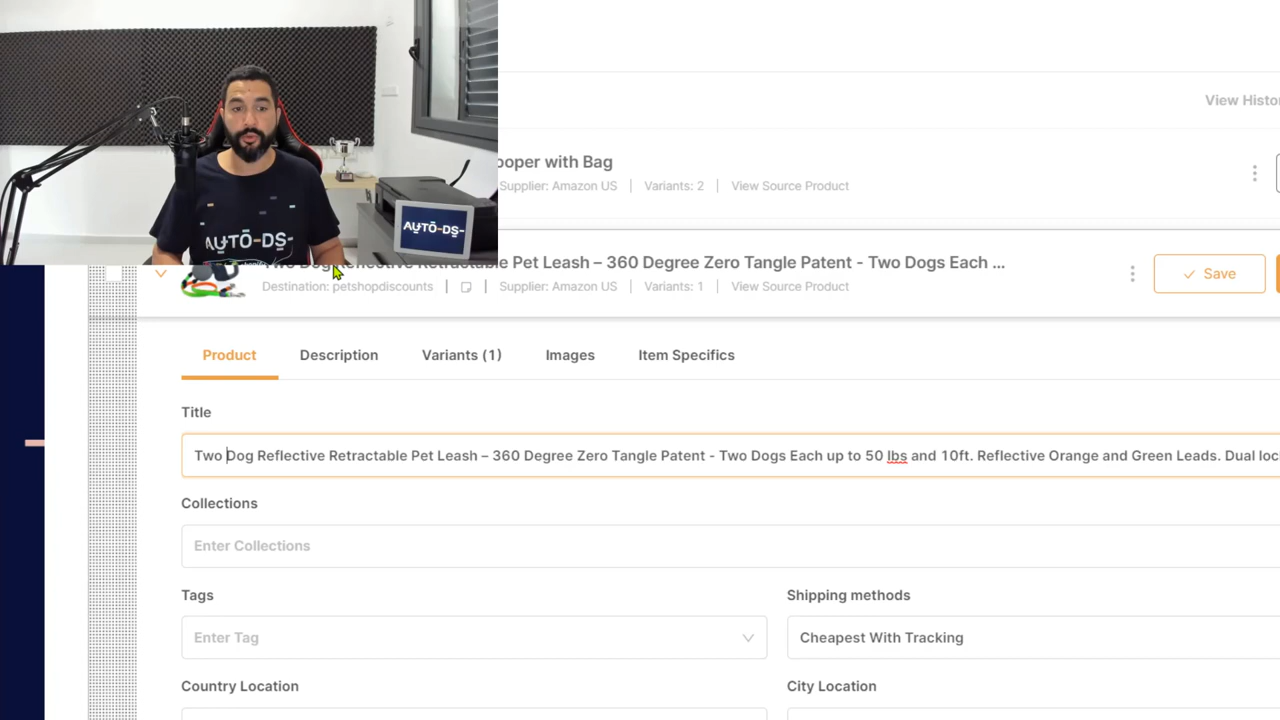 AUTO-DS-
AUTO-DS-
View Histo
ooper with Bag
Supplier: Amazon US | Variants: 2 | View Source Product
Two Dog Reflective Retractable Pet Leash – 360 Degree Zero Tangle Patent - Two Dogs Each ...
Destination: petshopdiscounts | Supplier: Amazon US | Variants: 1 | View Source Product
Save
Product Description Variants (1) Images Item Specifics
Title
Two Dog Reflective Retractable Pet Leash – 360 Degree Zero Tangle Patent - Two Dogs Each up to 50 lbs and 10ft. Reflective Orange and Green Leads. Dual loc
Collections
Enter Collections
Tags
Enter Tag
Shipping methods
Cheapest With Tracking
Country Location
City Location